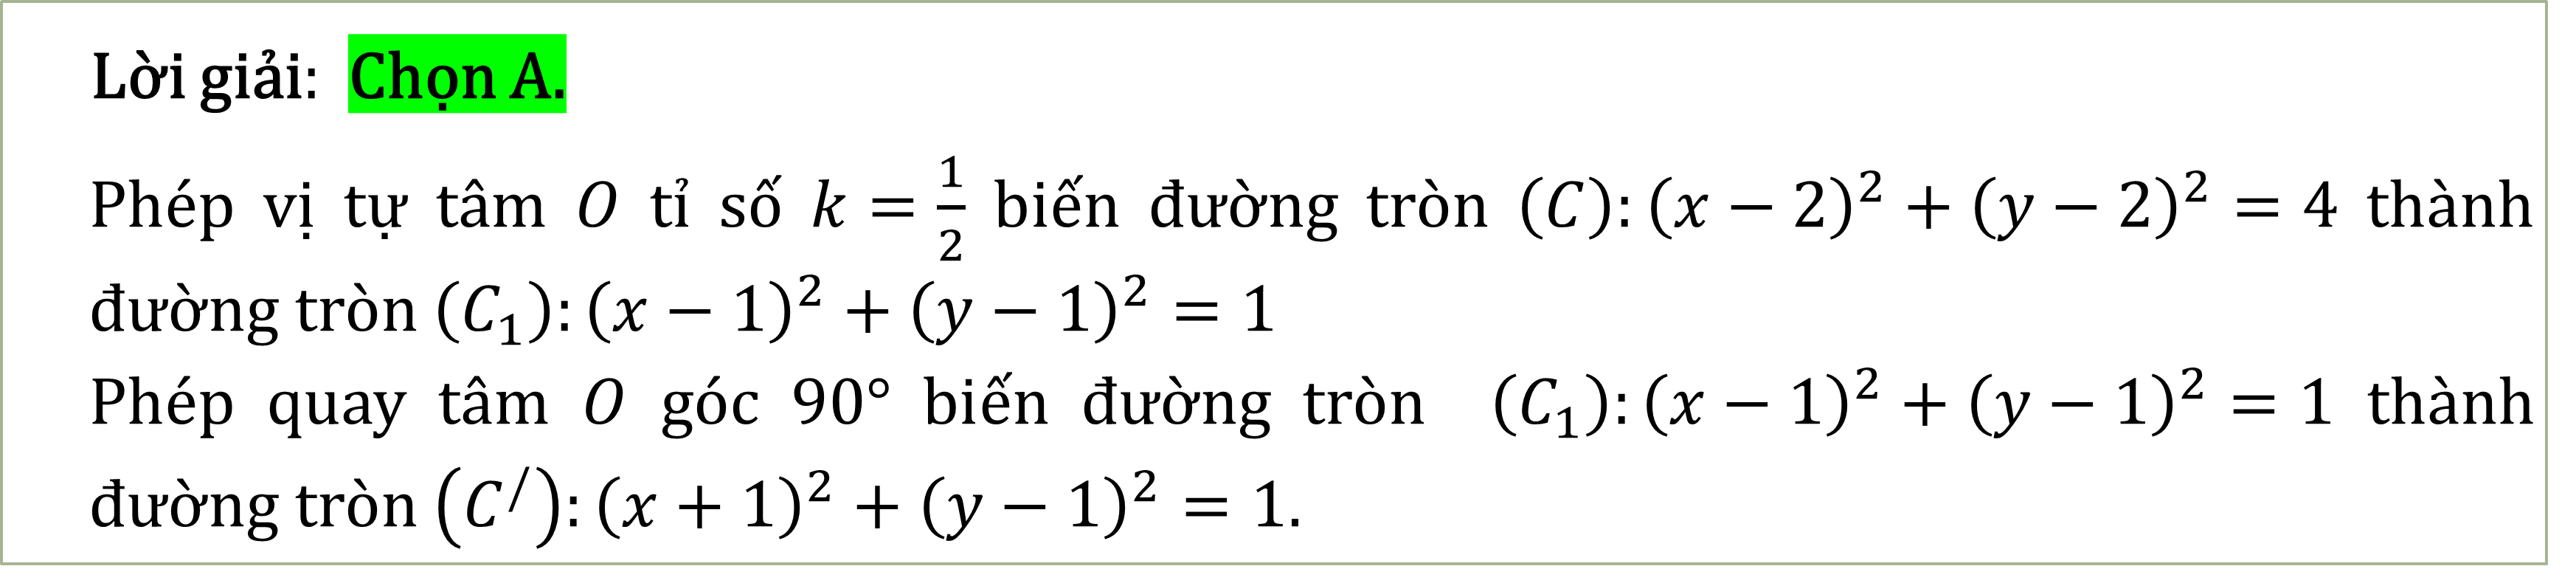 Lời giải: Chọn A.
Phép vị tự tâm O tỉ số k = 1/2 biến đường tròn (C): (x − 2)² + (y − 2)² = 4 thành
đường tròn (C₁): (x − 1)² + (y − 1)² = 1
Phép quay tâm O góc 90° biến đường tròn (C₁): (x − 1)² + (y − 1)² = 1 thành
đường tròn (C^/): (x + 1)² + (y − 1)² = 1.